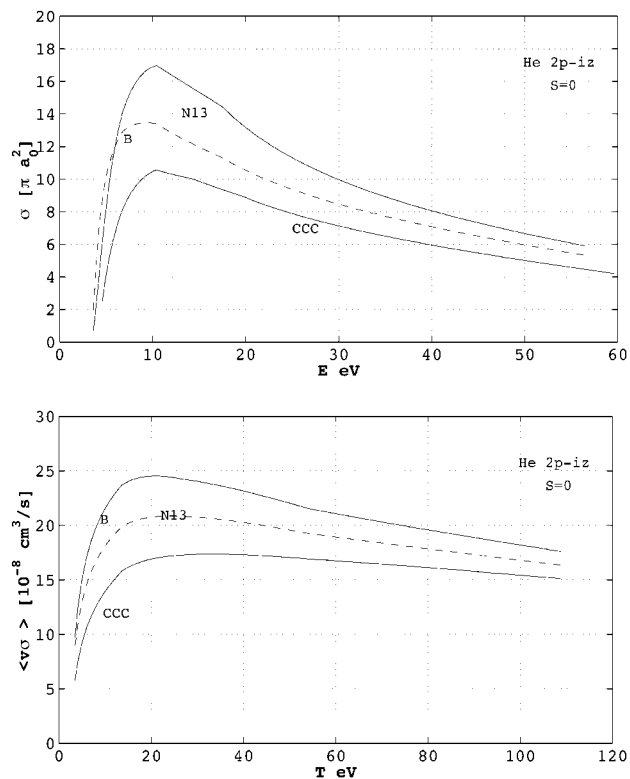 20
18
16
14
12
10
8
6
4
2
0
σ [π a₀²]
He 2p-iz
S=0
N13
B
CCC
0 10 20 30 40 50 60
E eV
30
25
20
15
10
5
0
<vσ > [10⁻⁸ cm³/s]
He 2p-iz
S=0
B N13
CCC
0 20 40 60 80 100 120
T eV